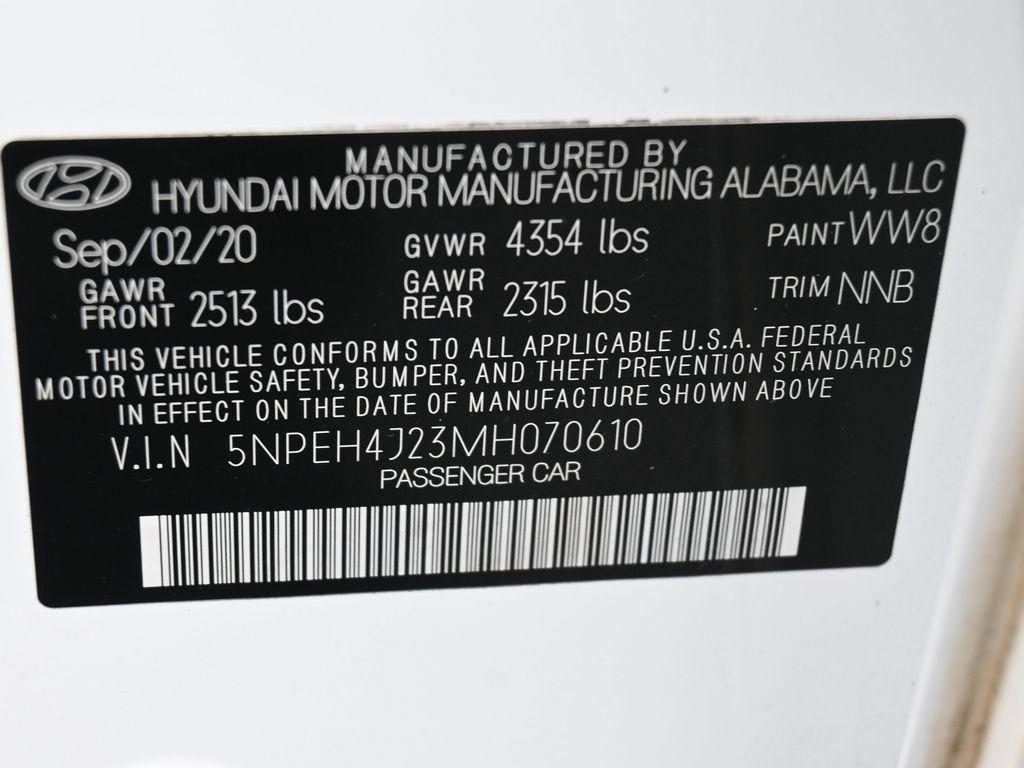 MANUFACTURED BY
HYUNDAI MOTOR MANUFACTURING ALABAMA, LLC
Sep/02/20 GVWR 4354 lbs PAINT WW8
GAWR FRONT 2513 lbs GAWR REAR 2315 lbs TRIM NNB
THIS VEHICLE CONFORMS TO ALL APPLICABLE U.S.A. FEDERAL
MOTOR VEHICLE SAFETY, BUMPER, AND THEFT PREVENTION STANDARDS
IN EFFECT ON THE DATE OF MANUFACTURE SHOWN ABOVE
V.I.N 5NPEH4J23MH070610
PASSENGER CAR